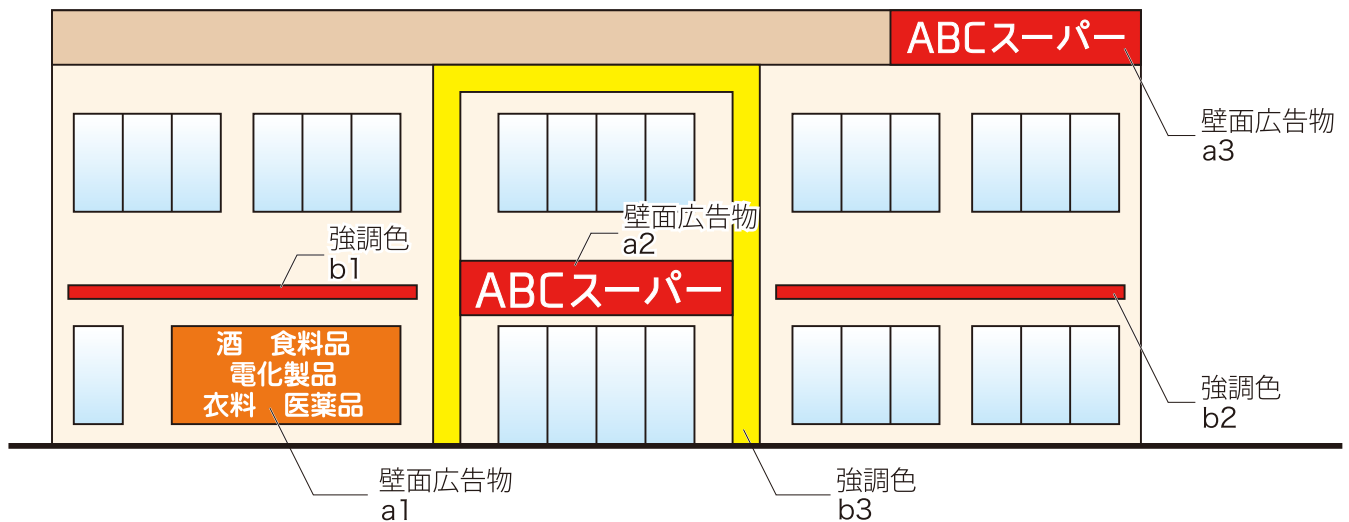 ABCスーパー
壁面広告物
a3
壁面広告物
a2
強調色
b1
ABCスーパー
酒　食料品
電化製品
衣料　医薬品
強調色
b2
壁面広告物
a1
強調色
b3